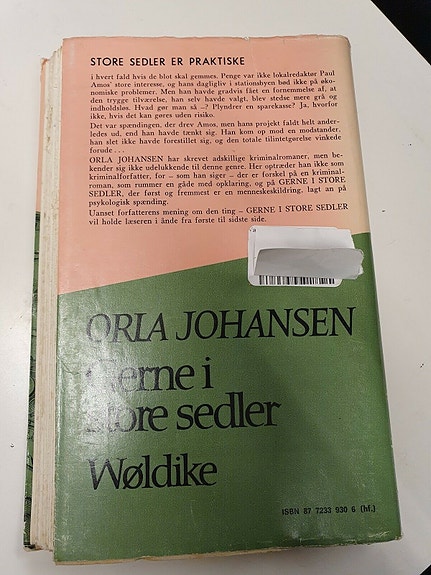 STORE SEDLER ER PRAKTISKE
i hvert fald hvis de blot skal gemmes. Penge var ikke lokalredaktør Paul
Amos' store interesse, og hans dagligliv i stationsbyen bød ikke på øko-
nomiske problemer. Men han havde gradvis fået en fornemmelse af, at
den trygge tilværelse, han selv havde valgt, blev stedse mere grå og
indholdsløs. Hvad gør man så –? Plyndrer en sparekasse? Ja, hvorfor
ikke, hvis det kan gøres uden risiko.
Det var spændingen, der drev Amos, men hans projekt faldt helt ander-
ledes ud, end han havde tænkt sig. Han kom op mod en modstander,
han slet ikke havde forestillet sig, og den totale tilintetgørelse vinkede
forude . . .
ORLA JOHANSEN har skrevet adskillige kriminalromaner, men be-
kender sig ikke udelukkende til denne genre. Her optræder han ikke som
kriminalforfatter, for – som han siger – der er forskel på en kriminal-
roman, som rummer en gåde med opklaring, og på GERNE I STORE
SEDLER, der først og fremmest er en menneskeskildring, lagt an på
psykologisk spænding.
Uanset forfatterens mening om den ting – GERNE I STORE SEDLER
vil holde læseren i ånde fra første til sidste side.
ORLA JOHANSEN
Gerne i
store sedler
Wøldike
ISBN 87 7233 930 6 (hf.)